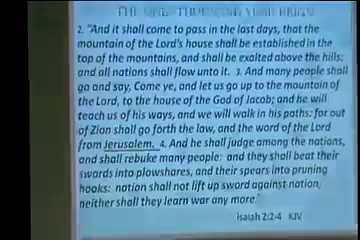 THE ONE THOUSAND YEAR REIGN
2. "And it shall come to pass in the last days, that the
mountain of the Lord's house shall be established in the
top of the mountains, and shall be exalted above the hills;
and all nations shall flow unto it. 3. And many people shall
go and say, Come ye, and let us go up to the mountain of
the Lord, to the house of the God of Jacob; and he will
teach us of his ways, and we will walk in his paths: for out
of Zion shall go forth the law, and the word of the Lord
from Jerusalem. 4. And he shall judge among the nations,
and shall rebuke many people: and they shall beat their
swords into plowshares, and their spears into pruning
hooks: nation shall not lift up sword against nation,
neither shall they learn war any more."
Isaiah 2:2-4 KJV